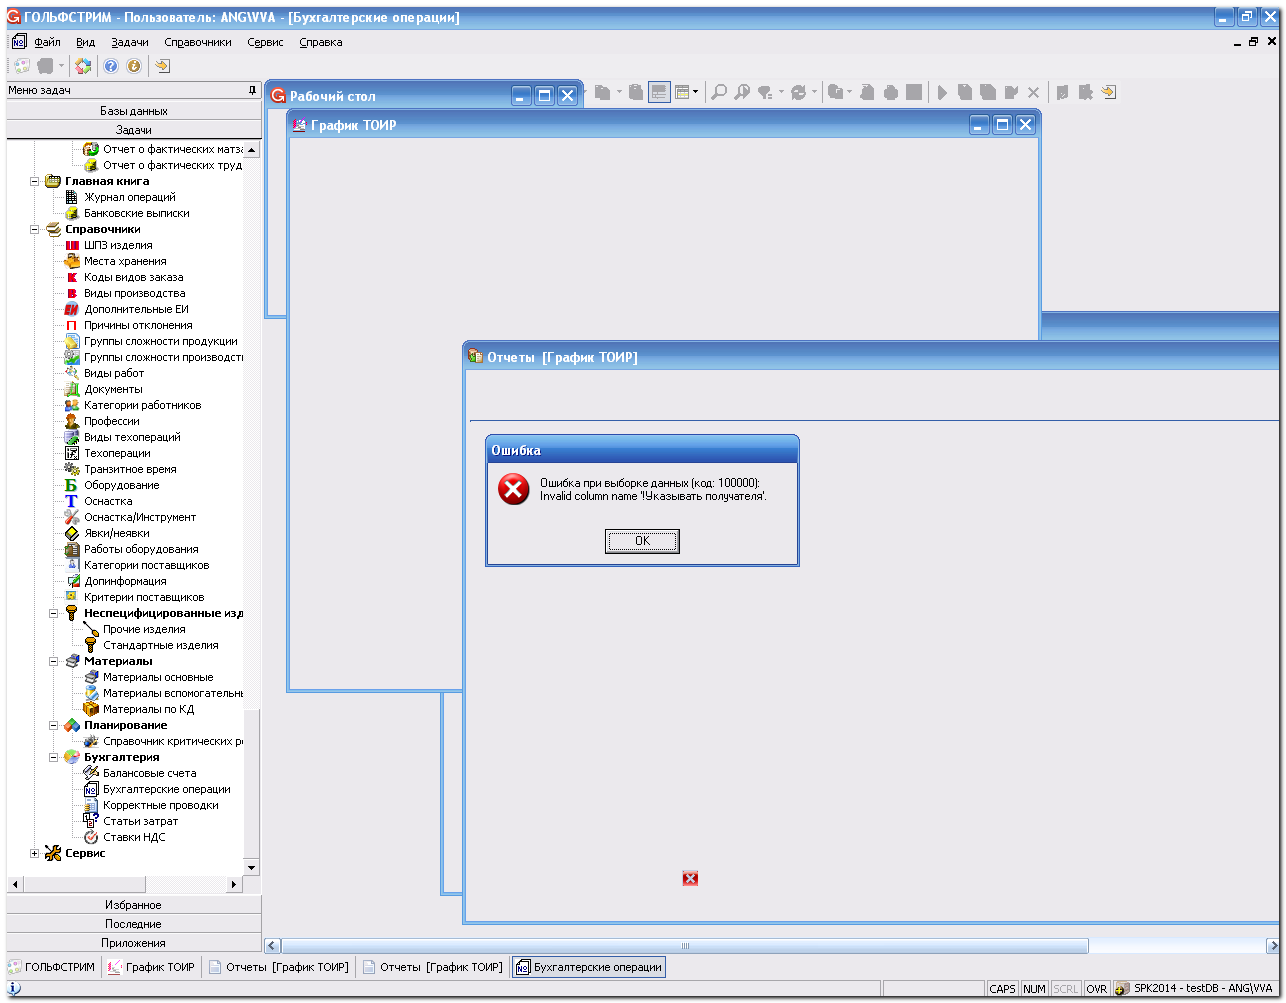 ГОЛЬФСТРИМ - Пользователь: ANG\VVA - [Бухгалтерские операции]
Файл Вид Задачи Справочники Сервис Справка
Меню задач
Базы данных
Задачи
Отчет о фактических матза
Отчет о фактических труд
Главная книга
Журнал операций
Банковские выписки
Справочники
ШПЗ изделия
Места хранения
Коды видов заказа
Виды производства
Дополнительные ЕИ
Причины отклонения
Группы сложности продукции
Группы сложности производст
Виды работ
Документы
Категории работников
Профессии
Виды техопераций
Техоперации
Транзитное время
Оборудование
Оснастка
Оснастка/Инструмент
Явки/неявки
Работы оборудования
Категории поставщиков
Допинформация
Критерии поставщиков
Неспецифицированные изд
Прочие изделия
Стандартные изделия
Материалы
Материалы основные
Материалы вспомогательн
Материалы по КД
Планирование
Справочник критических ре
Бухгалтерия
Балансовые счета
Бухгалтерские операции
Корректные проводки
Статьи затрат
Ставки НДС
Сервис
Избранное
Последние
Приложения
Рабочий стол
График ТОИР
Отчеты [График ТОИР]
Ошибка
Ошибка при выборке данных (код: 100000):
Invalid column name '!Указывать получателя'.
OK
ГОЛЬФСТРИМ График ТОИР Отчеты [График ТОИР] Отчеты [График ТОИР] Бухгалтерские операции
CAPS NUM SCRL OVR SPK2014 - testDB - ANG\VVA